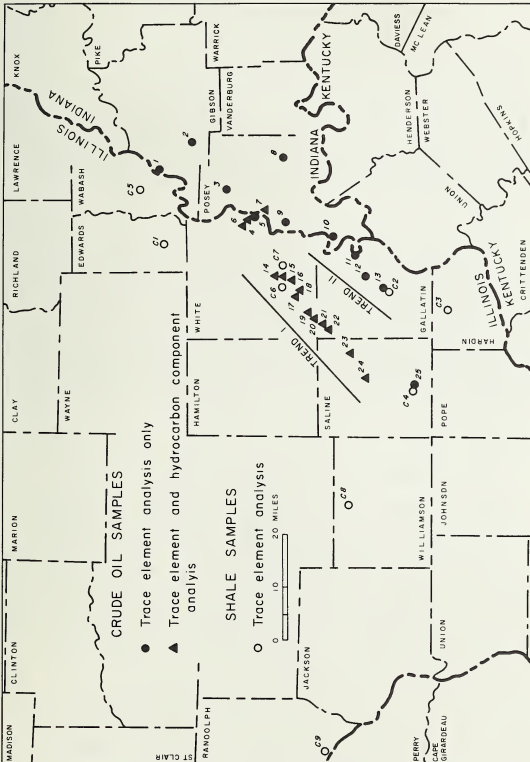 MADISON
CLINTON
MARION
CLAY
RICHLAND
LAWRENCE
KNOX
ST CLAIR
WAYNE
EDWARDS
WABASH
ILLINOIS
INDIANA
PIKE
RANDOLPH
HAMILTON
WHITE
POSEY
GIBSON
VANDERBURG
WARRICK
CRUDE OIL SAMPLES
Trace element analysis only
Trace element and hydrocarbon component
analysis
SHALE SAMPLES
Trace element analysis
0 10 20 MILES
C5
1
2
C1
3
4
6
5
7
8
9
10
11
12
13
C2
14
C7
C6
15
16
17
18
19
20
21
22
23
24
C4
25
C3
C8
C9
TREND I
TREND II
INDIANA
KENTUCKY
JACKSON
WILLIAMSON
SALINE
GALLATIN
UNION
HENDERSON
WEBSTER
DAVIESS
MC LEAN
HOPKINS
PERRY
CAPE
GIRARDEAU
UNION
JOHNSON
POPE
HARDIN
ILLINOIS
KENTUCKY
CRITTENDEN